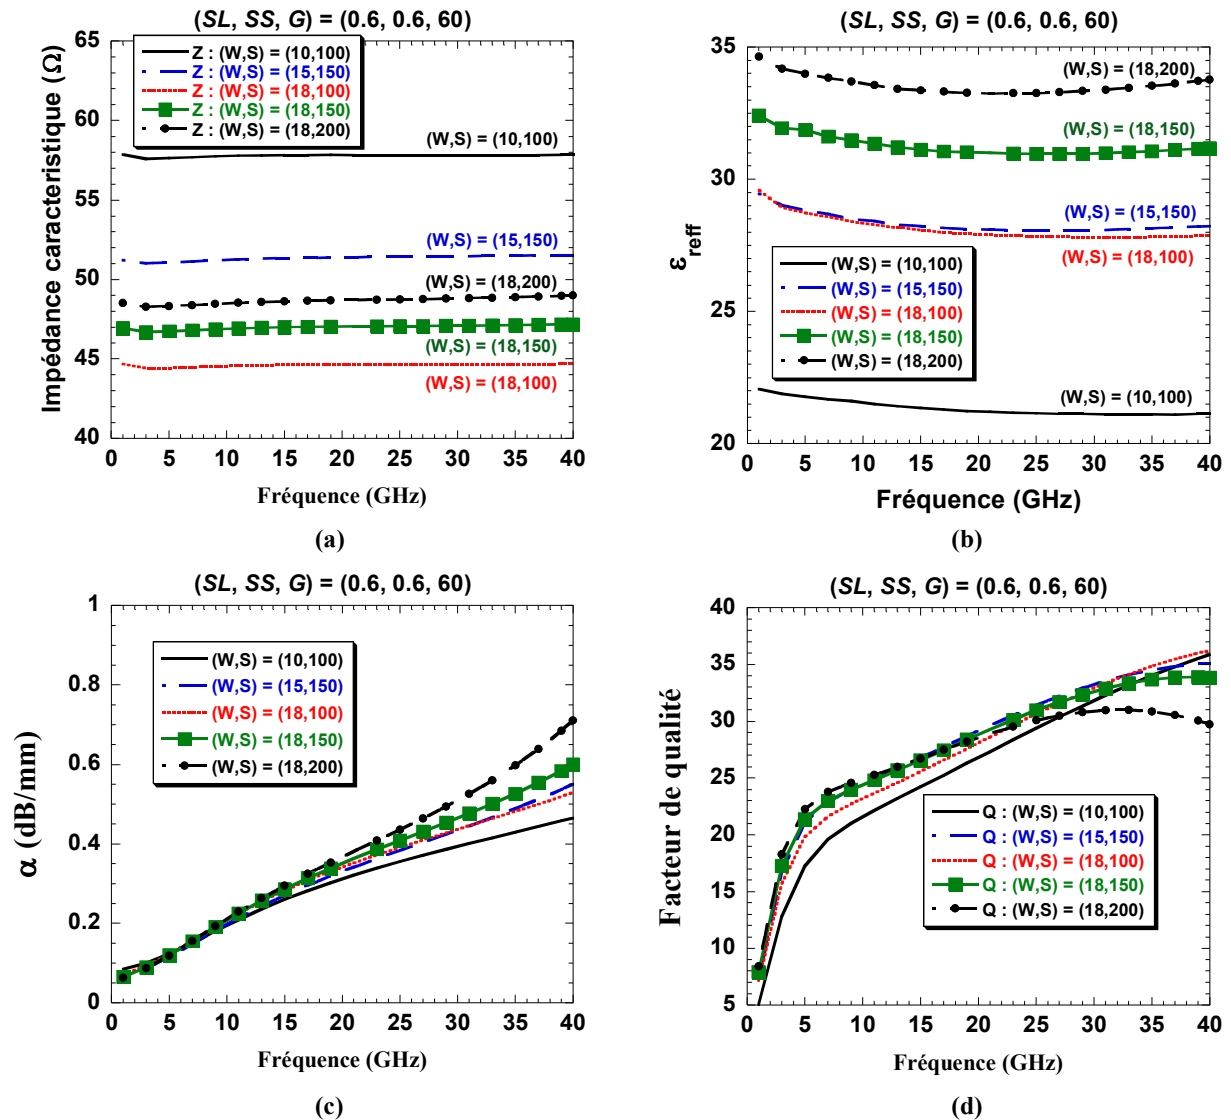 (SL, SS, G) = (0.6, 0.6, 60)
Impédance caracteristique (Ω)
65
60
55
50
45
40
Z : (W,S) = (10,100)
Z : (W,S) = (15,150)
Z : (W,S) = (18,100)
Z : (W,S) = (18,150)
Z : (W,S) = (18,200)
(W,S) = (10,100)
(W,S) = (15,150)
(W,S) = (18,200)
(W,S) = (18,150)
(W,S) = (18,100)
0 5 10 15 20 25 30 35 40
Fréquence (GHz)
(a)
(SL, SS, G) = (0.6, 0.6, 60)
εreff
35
30
25
20
(W,S) = (18,200)
(W,S) = (18,150)
(W,S) = (15,150)
(W,S) = (18,100)
(W,S) = (10,100)
(W,S) = (10,100)
(W,S) = (15,150)
(W,S) = (18,100)
(W,S) = (18,150)
(W,S) = (18,200)
0 5 10 15 20 25 30 35 40
Fréquence (GHz)
(b)
(SL, SS, G) = (0.6, 0.6, 60)
α (dB/mm)
1
0.8
0.6
0.4
0.2
0
(W,S) = (10,100)
(W,S) = (15,150)
(W,S) = (18,100)
(W,S) = (18,150)
(W,S) = (18,200)
0 5 10 15 20 25 30 35 40
Fréquence (GHz)
(c)
(SL, SS, G) = (0.6, 0.6, 60)
Facteur de qualité
40
35
30
25
20
15
10
5
Q : (W,S) = (10,100)
Q : (W,S) = (15,150)
Q : (W,S) = (18,100)
Q : (W,S) = (18,150)
Q : (W,S) = (18,200)
0 5 10 15 20 25 30 35 40
Fréquence (GHz)
(d)